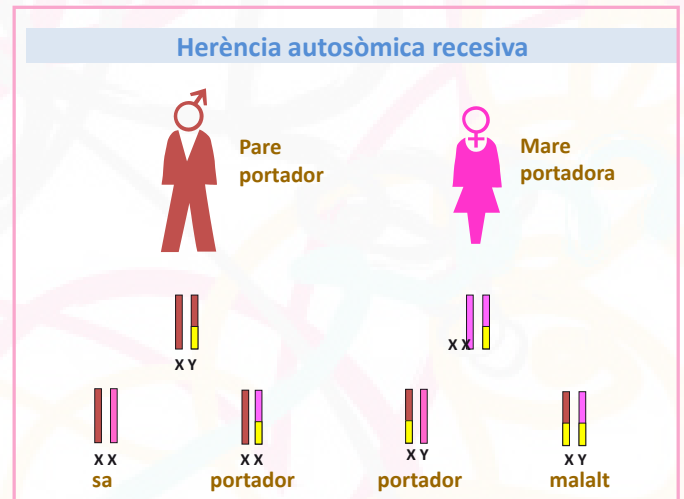 Herència autosòmica recesiva
Pare
portador
Mare
portadora
X Y
X X
X X
X X
X Y
X Y
sa
portador
portador
malalt